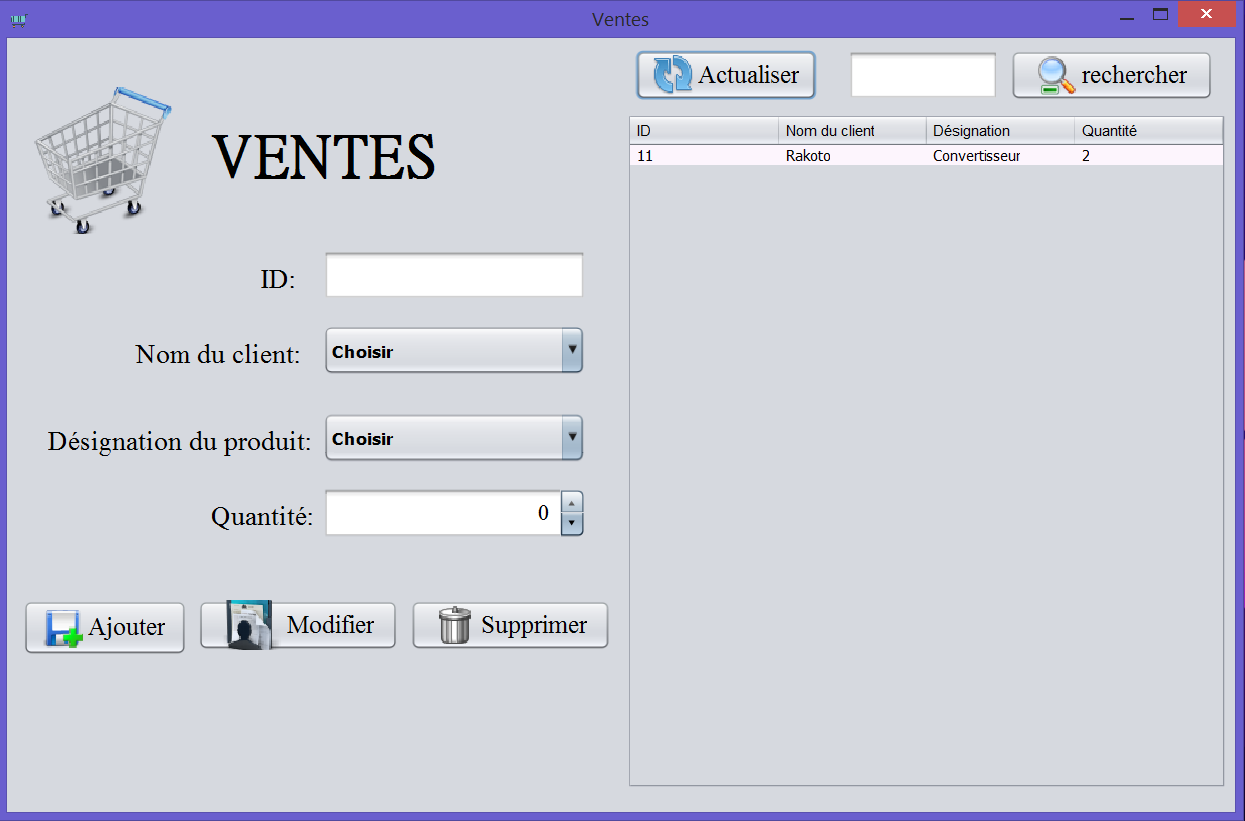 Ventes
VENTES
ID:
Nom du client:
Choisir
Désignation du produit:
Choisir
Quantité:
0
Ajouter
Modifier
Supprimer
Actualiser
rechercher
ID Nom du client Désignation Quantité
11 Rakoto Convertisseur 2